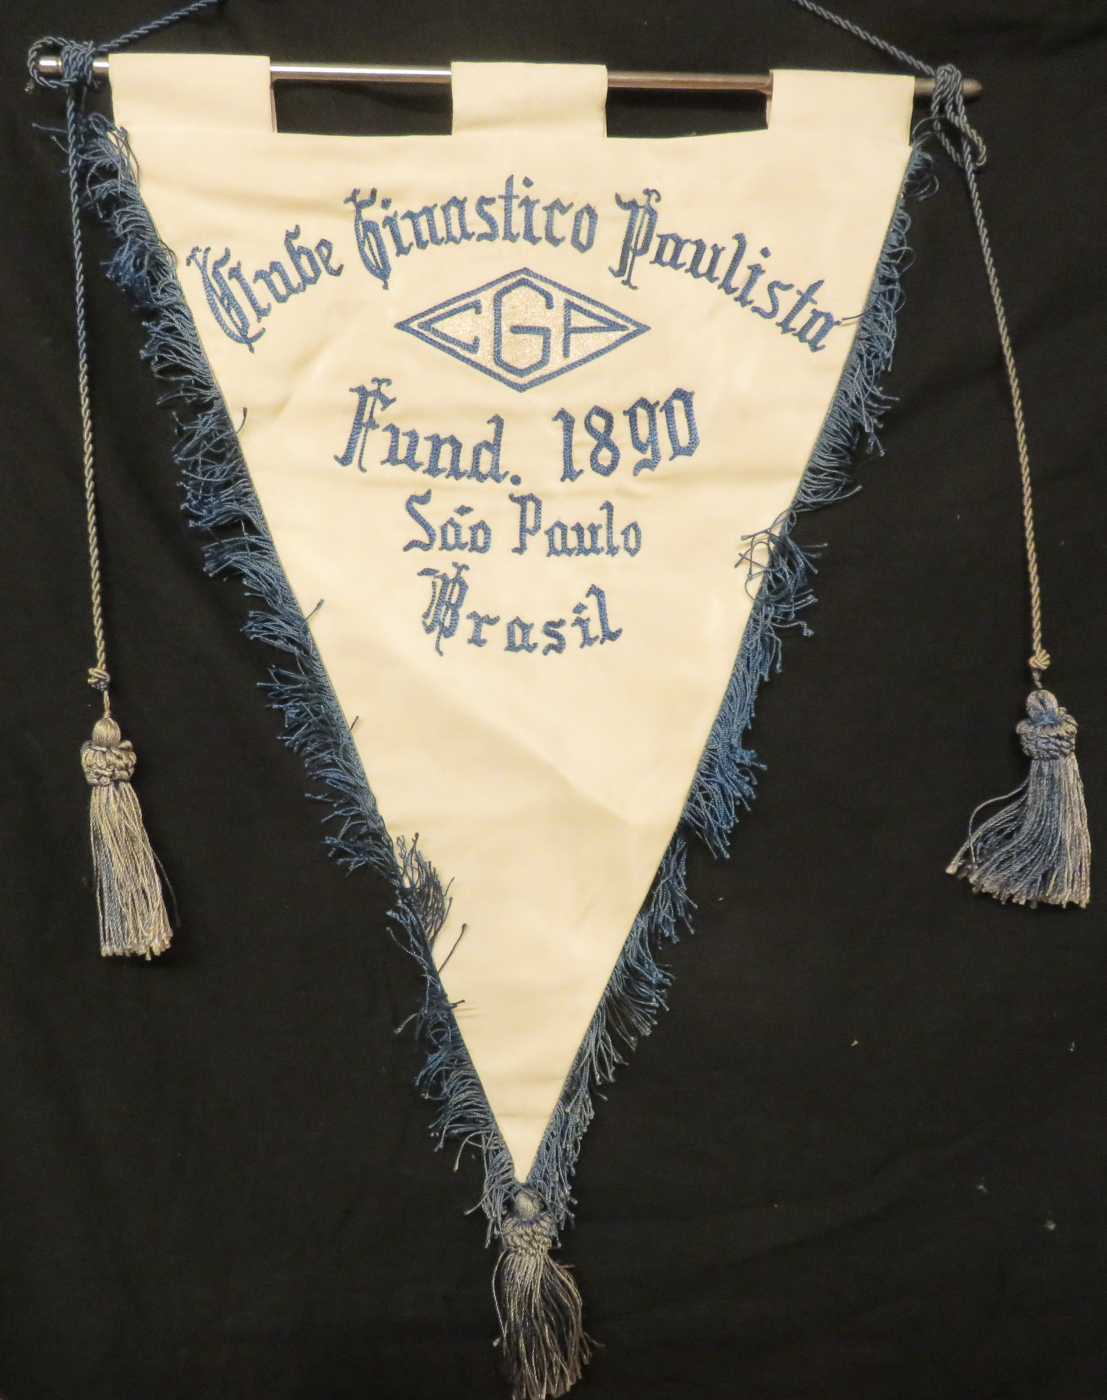 Clube Ginastico Paulista
CGP
Fund. 1890
São Paulo
Brasil